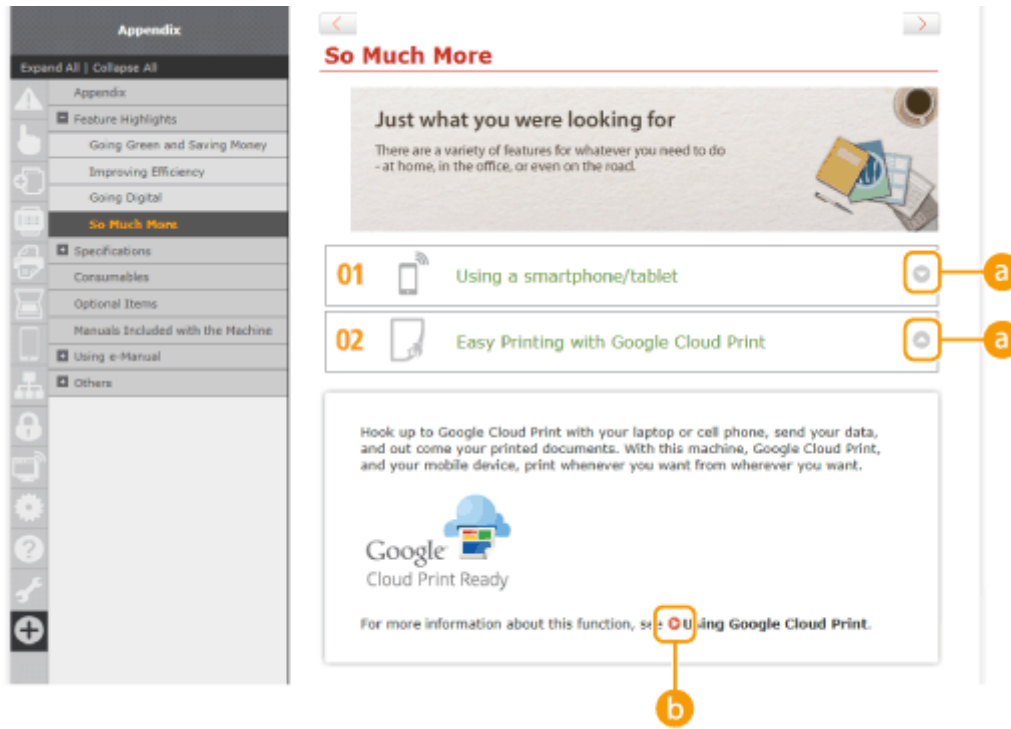 Appendix
Expand All | Collapse All
Appendix
Feature Highlights
Going Green and Saving Money
Improving Efficiency
Going Digital
So Much More
Specifications
Consumables
Optional Items
Manuals Included with the Machine
Using e-Manual
Others
So Much More
Just what you were looking for
There are a variety of features for whatever you need to do
- at home, in the office, or even on the road.
01 Using a smartphone/tablet
a
02 Easy Printing with Google Cloud Print
a
Hook up to Google Cloud Print with your laptop or cell phone, send your data,
and out come your printed documents. With this machine, Google Cloud Print,
and your mobile device, print whenever you want from wherever you want.
Google
Cloud Print Ready
For more information about this function, see Using Google Cloud Print.
b